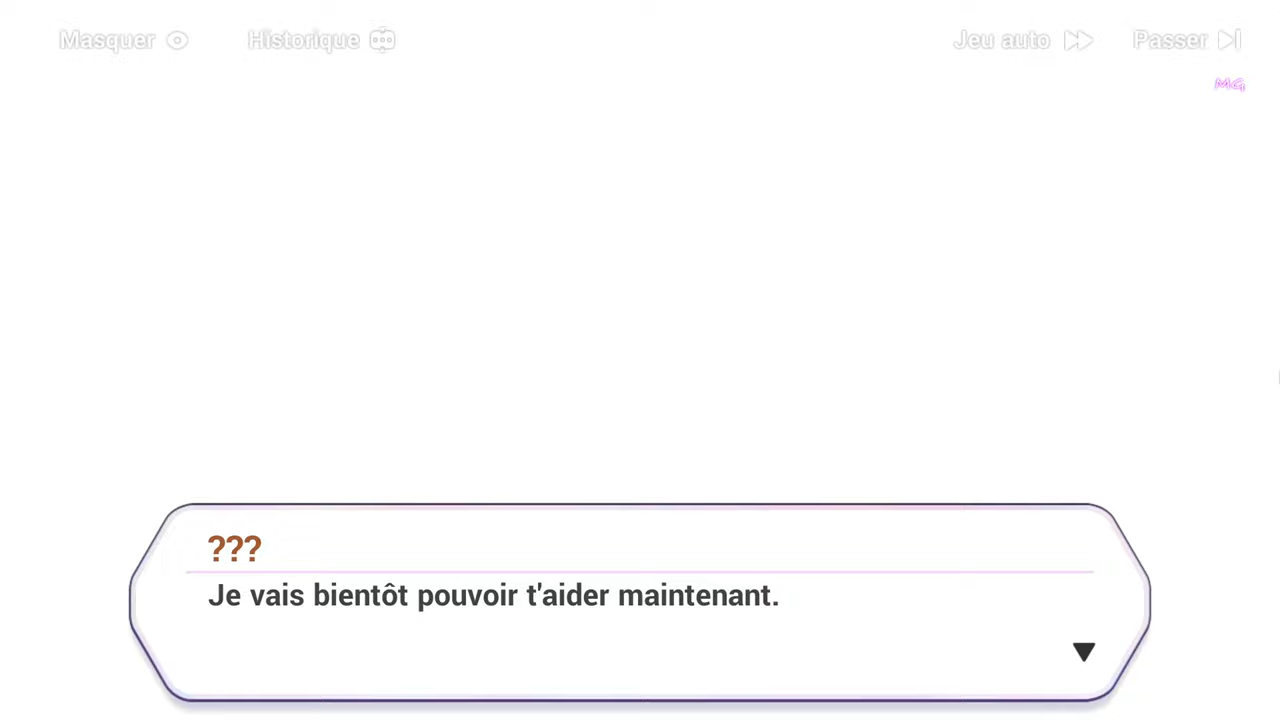 Masquer
Historique
Jeu auto
Passer
MG
???
Je vais bientôt pouvoir t'aider maintenant.